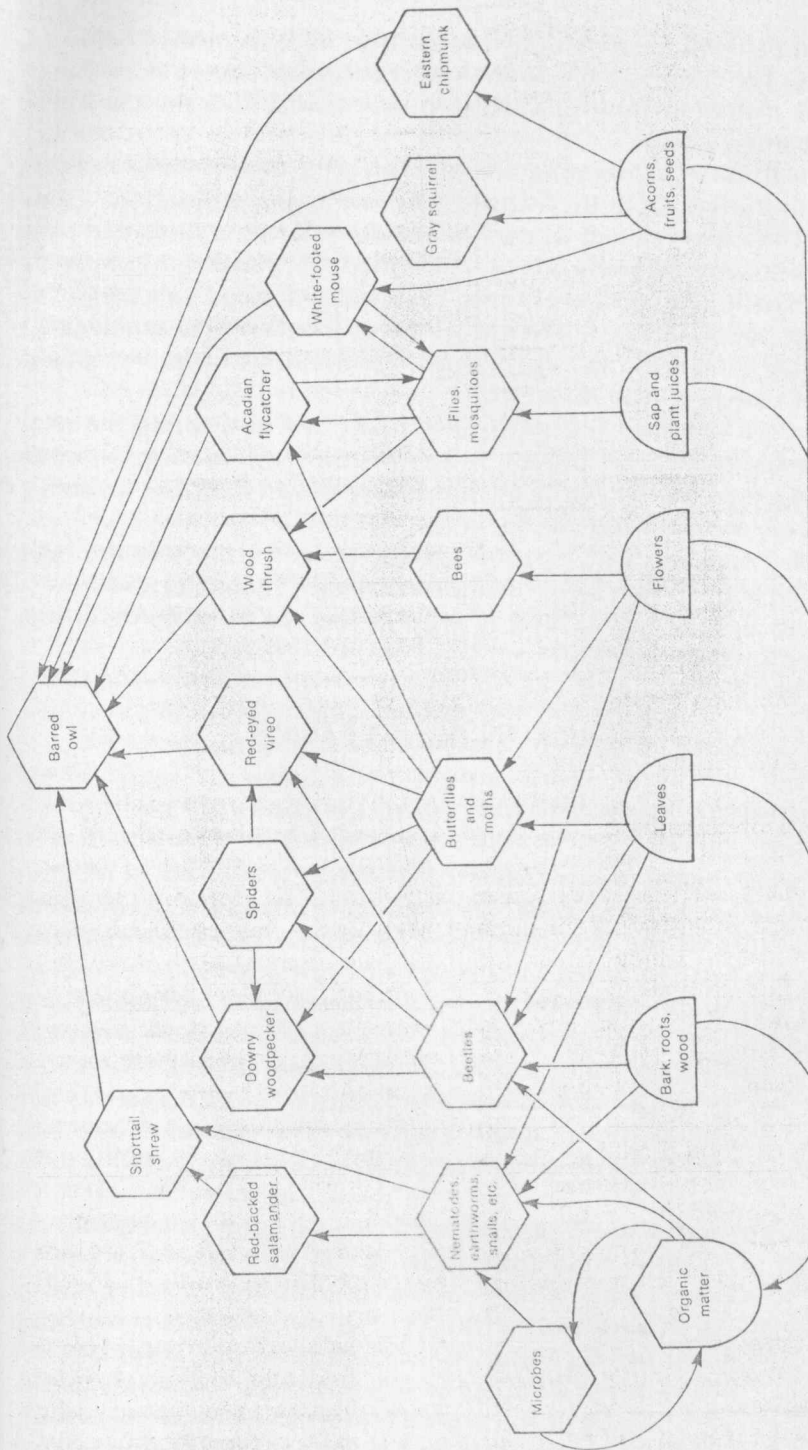 Barred
owl
Shorttail
shrew
Red-backed
salamander
Downy
woodpecker
Spiders
Red-eyed
vireo
Wood
thrush
Acadian
flycatcher
White-footed
mouse
Gray squirrel
Eastern
chipmunk
Microbes
Nematodes,
earthworms,
snails, etc.
Beetles
Butterflies
and
moths
Bees
Flies,
mosquitoes
Organic
matter
Bark, roots,
wood
Leaves
Flowers
Sap and
plant juices
Acorns,
fruits, seeds